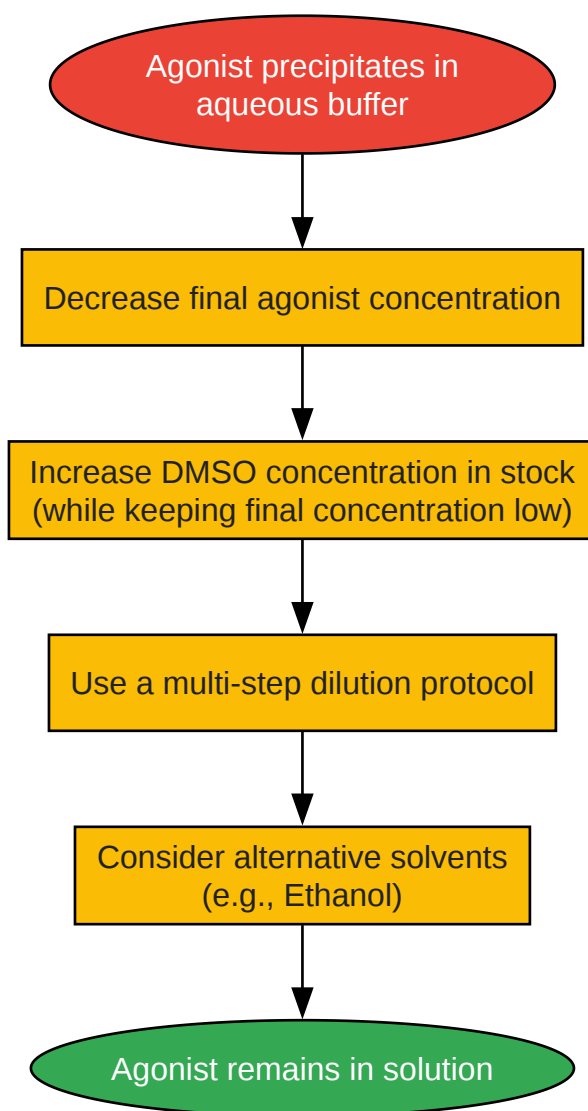 Agonist precipitates in
aqueous buffer
Decrease final agonist concentration
Increase DMSO concentration in stock
(while keeping final concentration low)
Use a multi-step dilution protocol
Consider alternative solvents
(e.g., Ethanol)
Agonist remains in solution